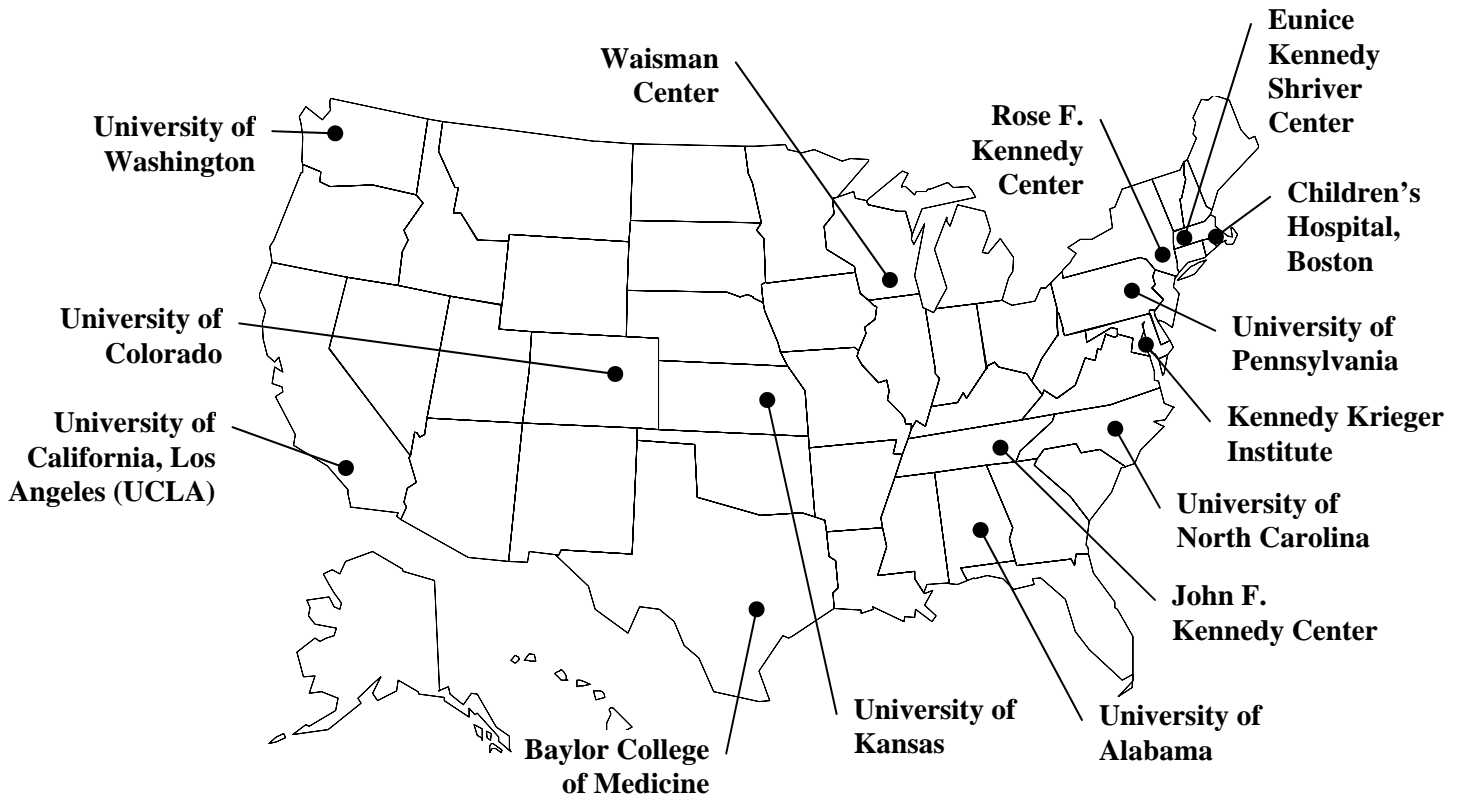 Eunice
Kennedy
Shriver
Center
Waisman
Center
Rose F.
Kennedy
Center
University of
Washington
Children’s
Hospital,
Boston
University of
Colorado
University of
Pennsylvania
University of
California, Los
Angeles (UCLA)
Kennedy Krieger
Institute
University of
North Carolina
John F.
Kennedy Center
University of
Kansas
University of
Alabama
Baylor College
of Medicine